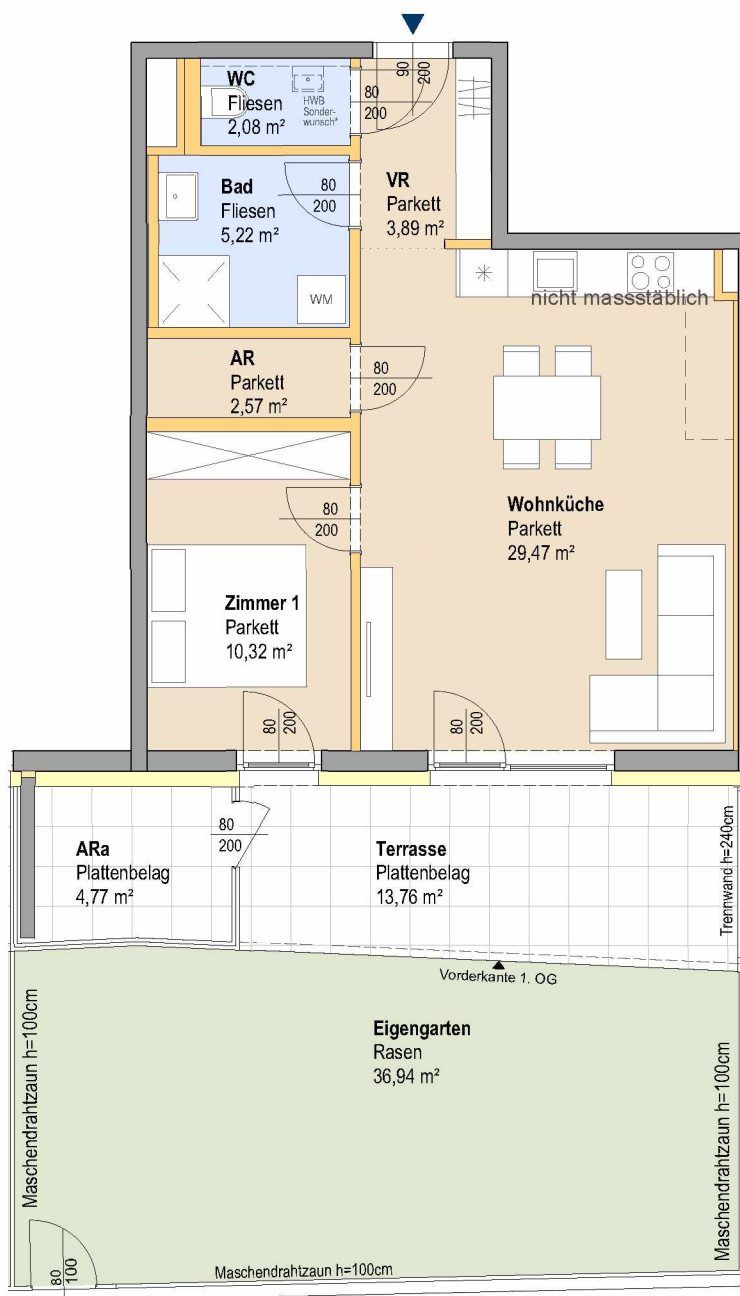 90
200
WC
Fliesen
2,08 m²
HWB
Sonder-
wunsch*
80
200
Bad
Fliesen
5,22 m²
80
200
VR
Parkett
3,89 m²
WM
nicht massstäblich
AR
Parkett
2,57 m²
80
200
80
200
Wohnküche
Parkett
29,47 m²
Zimmer 1
Parkett
10,32 m²
80
200
80
200
80
200
ARa
Plattenbelag
4,77 m²
Terrasse
Plattenbelag
13,76 m²
Trennwand h=240cm
Vorderkante 1. OG
Eigengarten
Rasen
36,94 m²
Maschendrahtzaun h=100cm
Maschendrahtzaun h=100cm
80
100
Maschendrahtzaun h=100cm